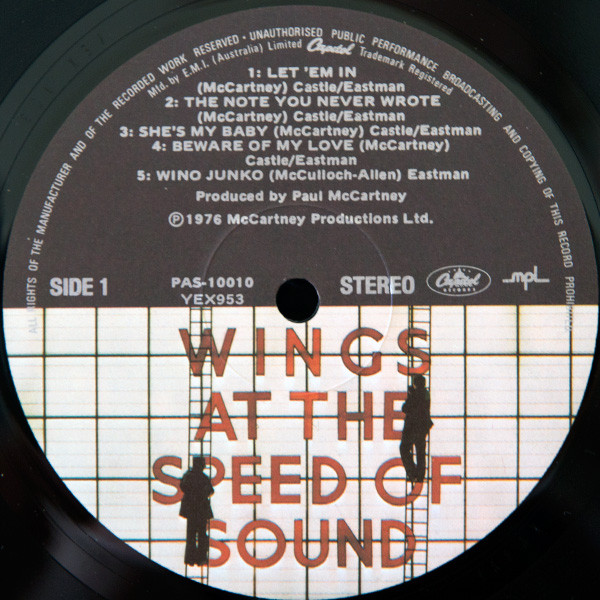 ALL RIGHTS OF THE MANUFACTURER AND OF THE RECORDED WORK RESERVED • UNAUTHORISED PUBLIC PERFORMANCE BROADCASTING AND COPYING OF THIS RECORD PROHIBITED
Mfd. by E.M.I. (Australia) Limited Capitol Trademark Registered
1: LET 'EM IN
(McCartney) Castle/Eastman
2: THE NOTE YOU NEVER WROTE
(McCartney) Castle/Eastman
3: SHE'S MY BABY (McCartney) Castle/Eastman
4: BEWARE OF MY LOVE (McCartney)
Castle/Eastman
5: WINO JUNKO (McCulloch-Allen) Eastman
Produced by Paul McCartney
℗1976 McCartney Productions Ltd.
SIDE 1 PAS-10010 STEREO Capitol RECORDS mpl
YEX953
WINGS
AT THE
SPEED OF
SOUND